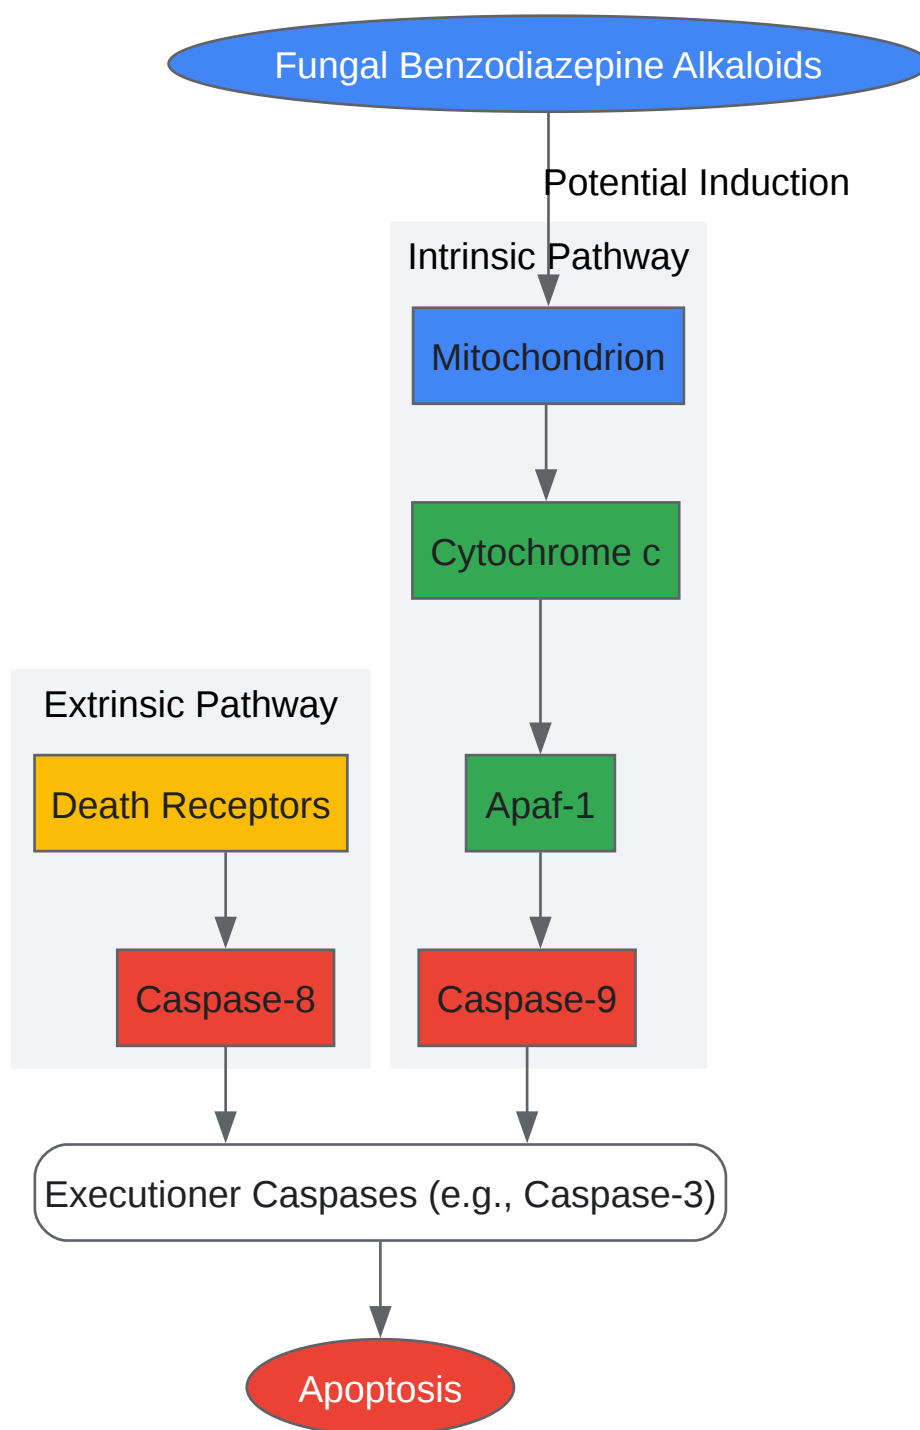 Fungal Benzodiazepine Alkaloids
Potential Induction
Intrinsic Pathway
Mitochondrion
Cytochrome c
Extrinsic Pathway
Death Receptors
Apaf-1
Caspase-8
Caspase-9
Executioner Caspases (e.g., Caspase-3)
Apoptosis